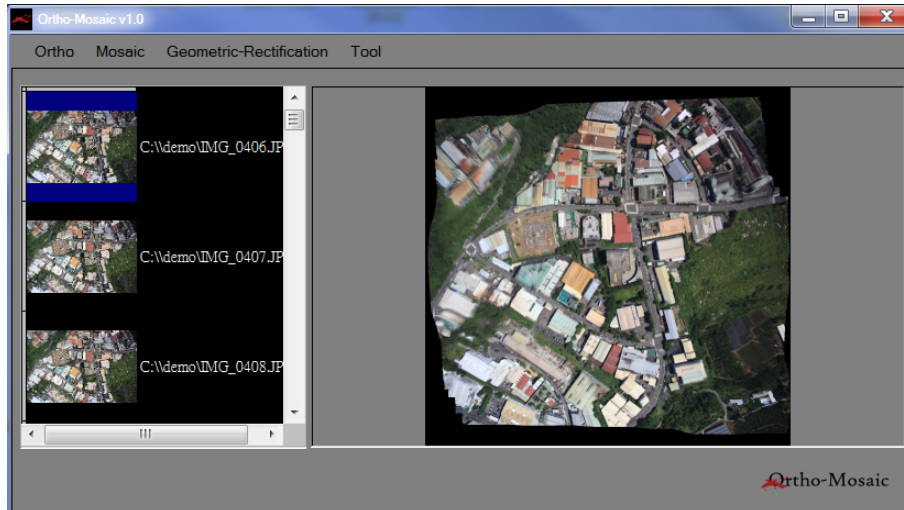 Ortho-Mosaic v1.0
Ortho Mosaic Geometric-Rectification Tool
C:\\demo\IMG_0406.JP
C:\\demo\IMG_0407.JP
C:\\demo\IMG_0408.JP
Ortho-Mosaic